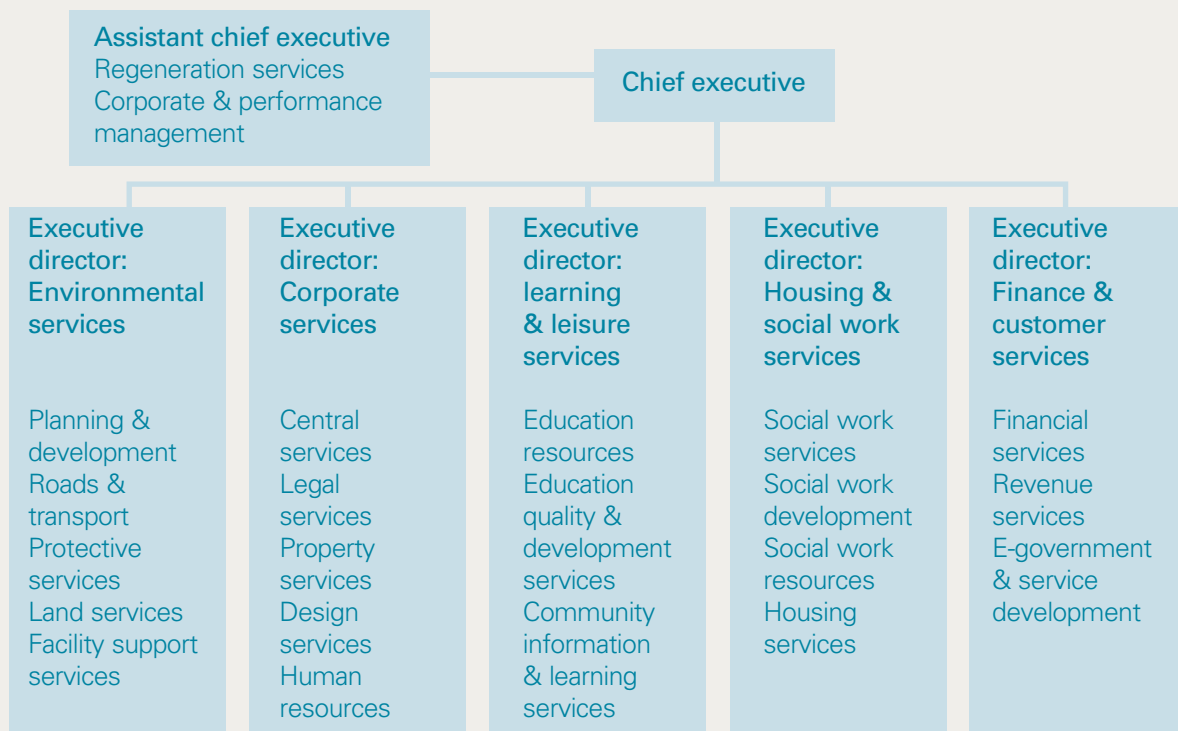 Assistant chief executive
Regeneration services
Corporate & performance
management
Chief executive
Executive
director:
Environmental
services
Planning &
development
Roads &
transport
Protective
services
Land services
Facility support
services
Executive
director:
Corporate
services
Central
services
Legal
services
Property
services
Design
services
Human
resources
Executive
director:
learning
& leisure
services
Education
resources
Education
quality &
development
services
Community
information
& learning
services
Executive
director:
Housing &
social work
services
Social work
services
Social work
development
Social work
resources
Housing
services
Executive
director:
Finance &
customer
services
Financial
services
Revenue
services
E-government
& service
development